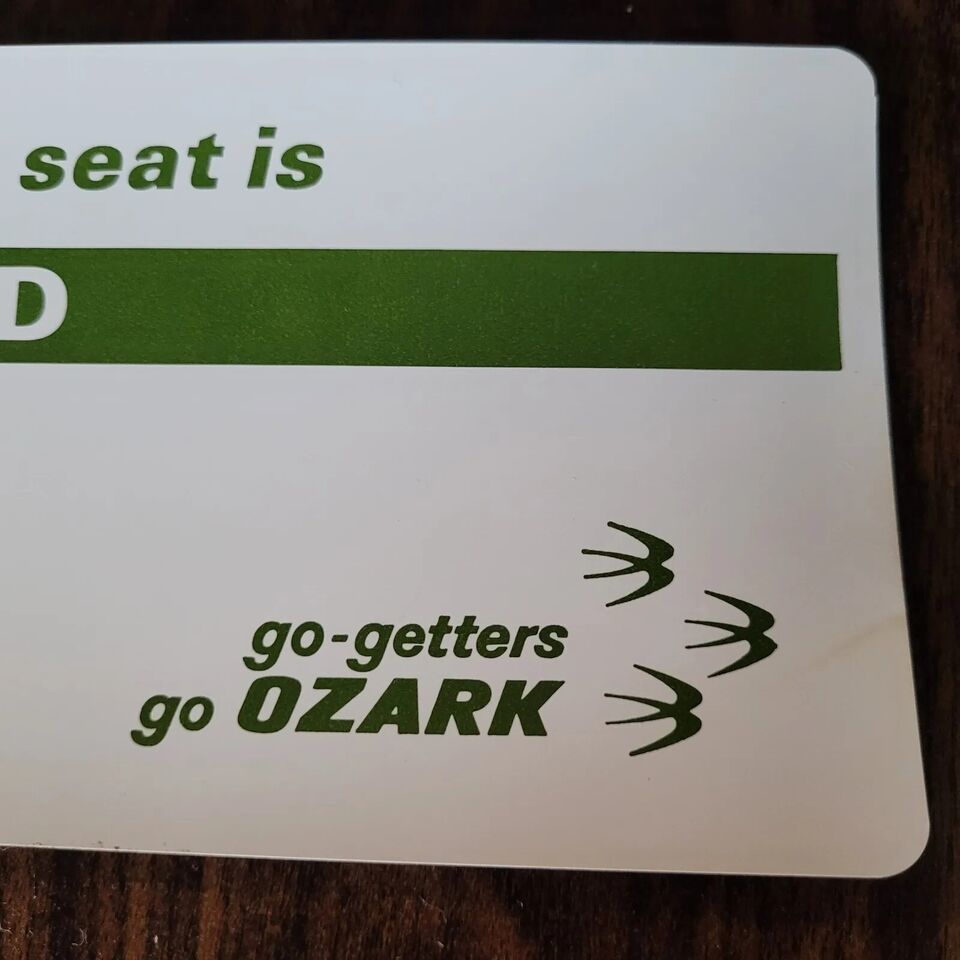 seat is
D
go-getters
go OZARK